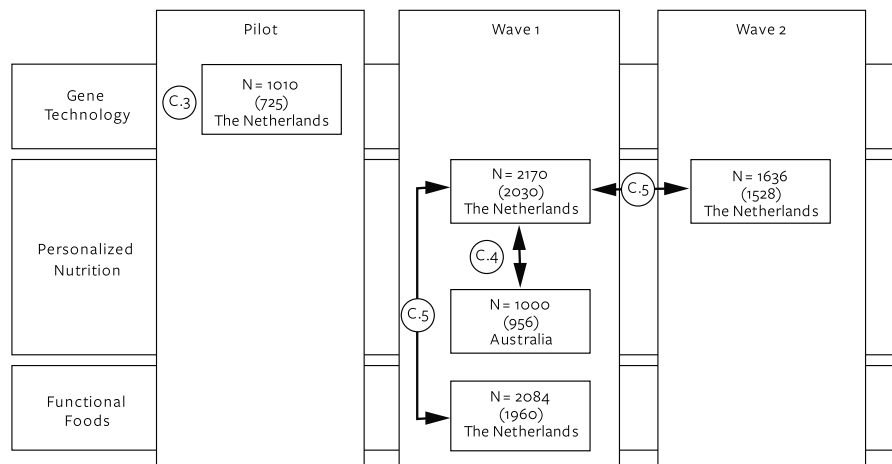 Pilot
Wave 1
Wave 2
Gene
Technology
C.3
N = 1010
(725)
The Netherlands
Personalized
Nutrition
N = 2170
(2030)
The Netherlands
C.5
N = 1636
(1528)
The Netherlands
C.4
C.5
N = 1000
(956)
Australia
Functional
Foods
N = 2084
(1960)
The Netherlands